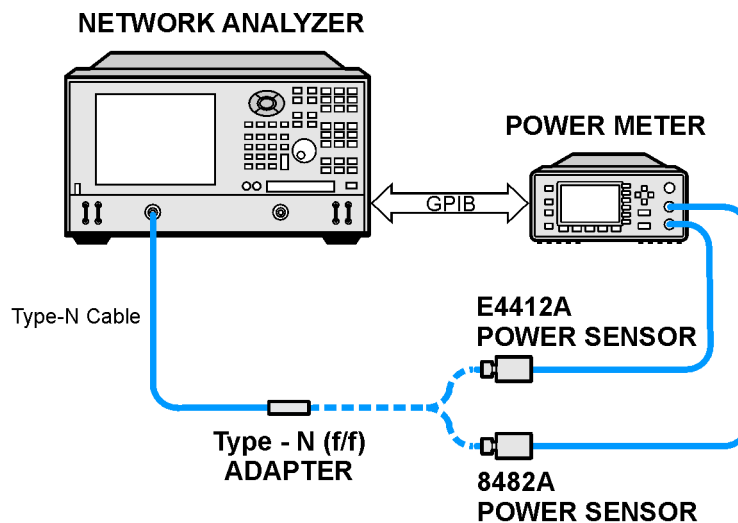 NETWORK ANALYZER
POWER METER
GPIB
Type-N Cable
E4412A
POWER SENSOR
Type - N (f/f)
ADAPTER
8482A
POWER SENSOR